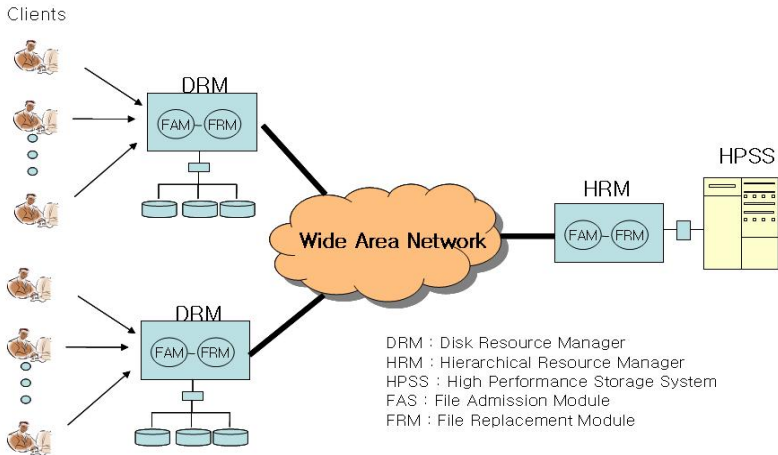 Clients
DRM
FAM
FRM
HPSS
HRM
FAM
FRM
Wide Area Network
DRM
FAM
FRM
DRM : Disk Resource Manager
HRM : Hierarchical Resource Manager
HPSS : High Performance Storage System
FAS : File Admission Module
FRM : File Replacement Module